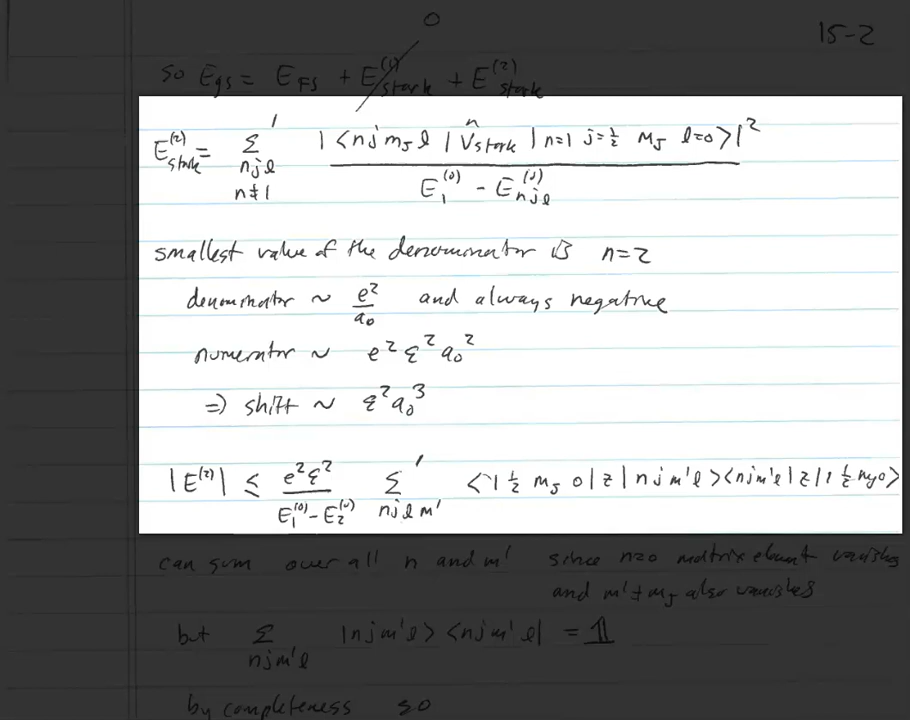 0
15-2
so E_gs = E_FS + E^(1)_stark + E^(2)_stark
E^(2)_stark = Σ'_{njl n≠1} |<n j m_J l | V̂_stark | n=1 j=½ m_J l=0>|² / (E_1^(0) - E_njl^(0))
smallest value of the denominator is n=2
denominator ~ e²/a₀ and always negative
numerator ~ e² ε² a₀²
⇒ shift ~ ε² a₀³
|E^(2)| ≤ e²ε² / (E_1^(0) - E_2^(0)) Σ'_{njlm'} <1 ½ m_J 0|z|n j m' l><n j m' l|z|1 ½ m_J 0>
can sum over all n and m' since n=0 matrix element vanishes
and m' ≠ m_J also vanishes
but Σ_{njm'l} |njm'l> <njm'l| = 𝟙
by completeness so